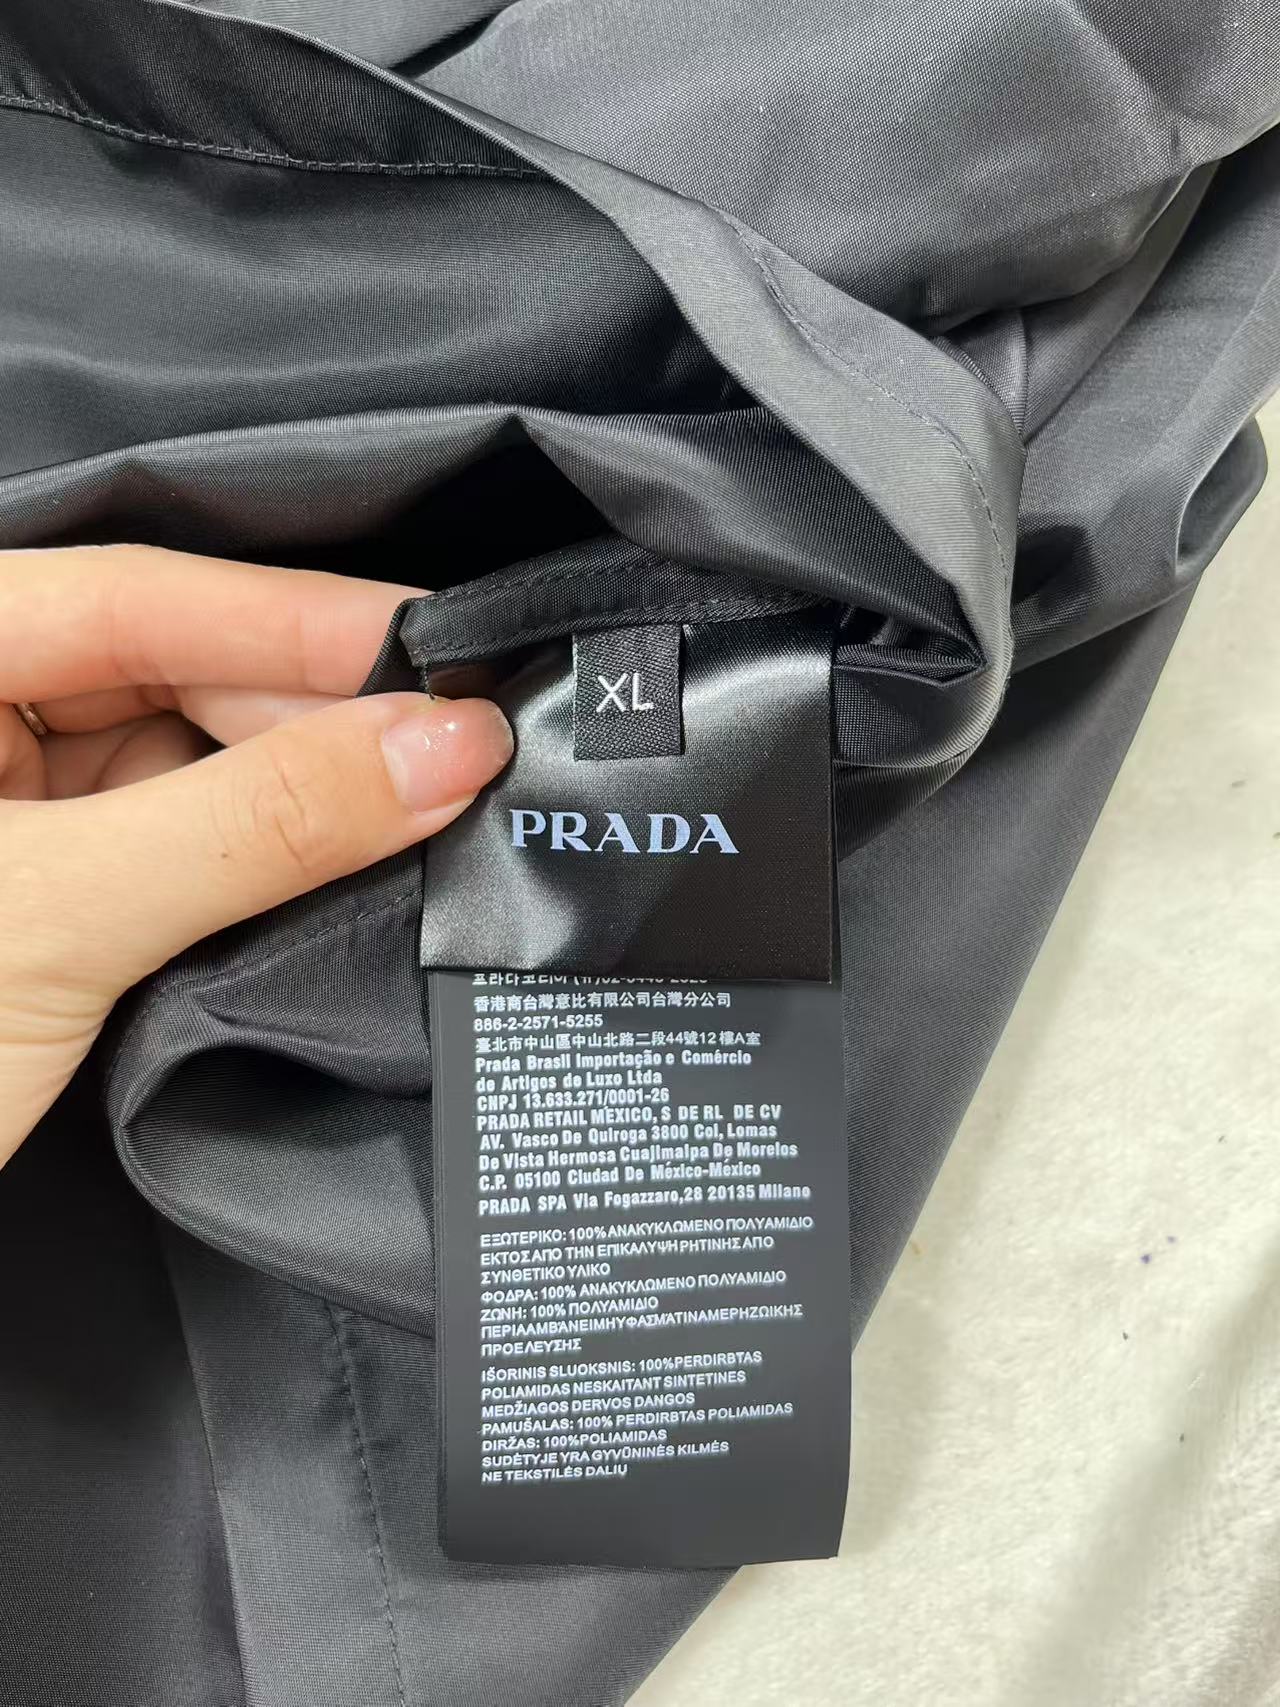 XL
PRADA
香港商台灣意比有限公司台灣分公司
886-2-2571-5255
臺北市中山區中山北路二段44號12樓A室
Prada Brasil Importação e Comércio
de Artigos de Luxo Ltda
CNPJ 13.633.271/0001-26
PRADA RETAIL MEXICO, S DE RL DE CV
AV. Vasco De Quiroga 3800 Col, Lomas
De Vista Hermosa Cuajimalpa De Morelos
C.P. 05100 Ciudad De México-México
PRADA SPA Via Fogazzaro,28 20135 Milano
ΕΞΩΤΕΡΙΚΟ: 100% ΑΝΑΚΥΚΛΩΜΕΝΟ ΠΟΛΥΑΜΙΔΙΟ
ΕΚΤΟΣ ΑΠΟ ΤΗΝ ΕΠΙΚΑΛΥΨΗ ΡΗΤΙΝΗΣ ΑΠΟ
ΣΥΝΘΕΤΙΚΟ ΥΛΙΚΟ
ΦΟΔΡΑ: 100% ΑΝΑΚΥΚΛΩΜΕΝΟ ΠΟΛΥΑΜΙΔΙΟ
ΖΩΝΗ: 100% ΠΟΛΥΑΜΙΔΙΟ
ΠΕΡΙΛΑΜΒΆΝΕΙ ΜΗ ΥΦΑΣΜΆΤΙΝΑ ΜΕΡΗ ΖΩΙΚΗΣ
ΠΡΟΕΛΕΥΣΗΣ
IŠORINIS SLUOKSNIS: 100%PERDIRBTAS
POLIAMIDAS NESKAITANT SINTETINES
MEDŽIAGOS DERVOS DANGOS
PAMUŠALAS: 100% PERDIRBTAS POLIAMIDAS
DIRŽAS: 100%POLIAMIDAS
SUDĖTYJE YRA GYVŪNINĖS KILMĖS
NE TEKSTILĖS DALIŲ